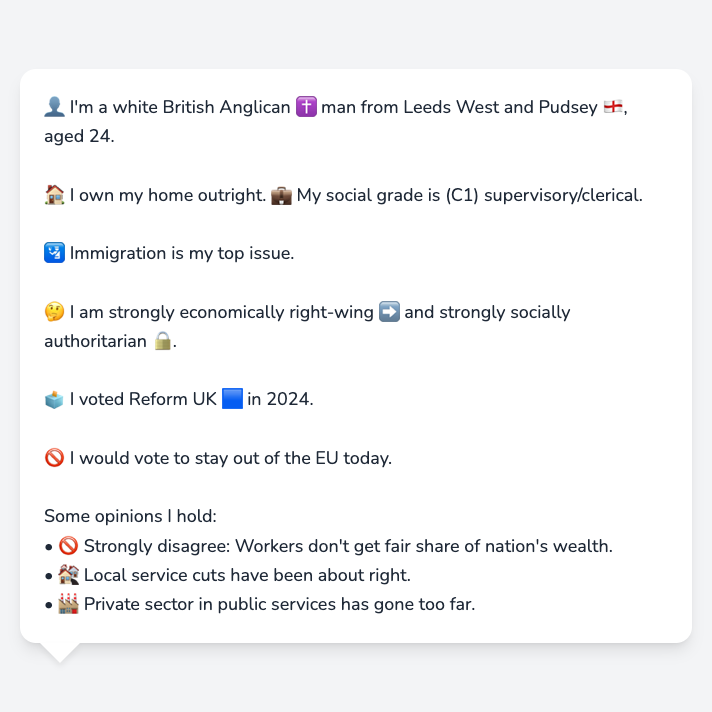 👤 I'm a white British Anglican ✝️ man from Leeds West and Pudsey 🏴󠁧󠁢󠁥󠁮󠁧󠁿,
aged 24.
🏠 I own my home outright. 💼 My social grade is (C1) supervisory/clerical.
🛂 Immigration is my top issue.
🤔 I am strongly economically right-wing ➡️ and strongly socially
authoritarian 🔒.
🗳️ I voted Reform UK 🟦 in 2024.
🚫 I would vote to stay out of the EU today.
Some opinions I hold:
• 🚫 Strongly disagree: Workers don't get fair share of nation's wealth.
• 🏚️ Local service cuts have been about right.
• 🏭 Private sector in public services has gone too far.